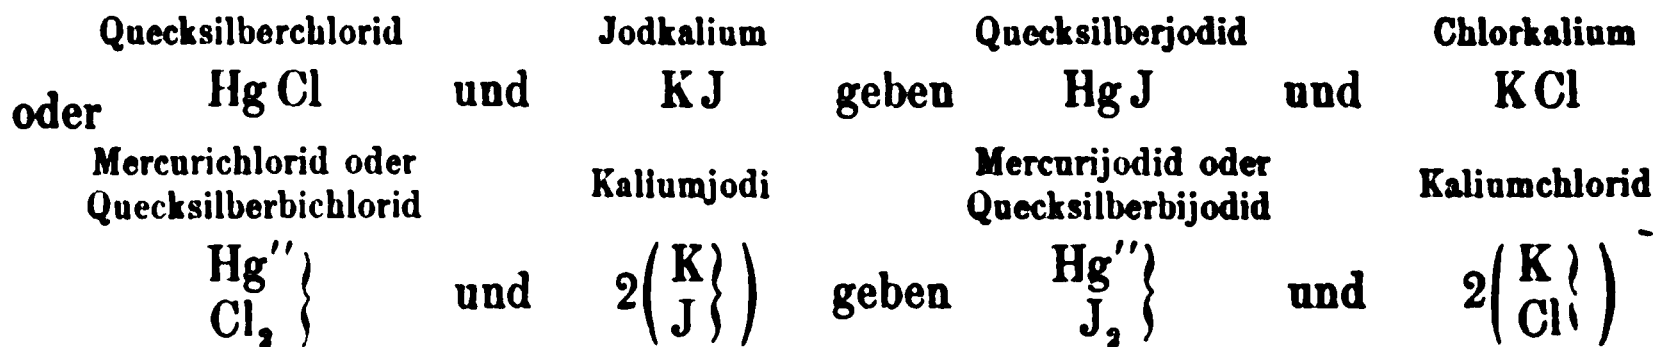 Quecksilberchlorid Jodkalium Quecksilberjodid Chlorkalium
Hg Cl und K J geben Hg J und K Cl
oder
Mercurichlorid oder Mercurijodid oder
Quecksilberbichlorid Kaliumjodi Quecksilberbijodid Kaliumchlorid
Hg″ } und 2( K } ) geben Hg″ } und 2( K } )
Cl₂ J J₂ Cl